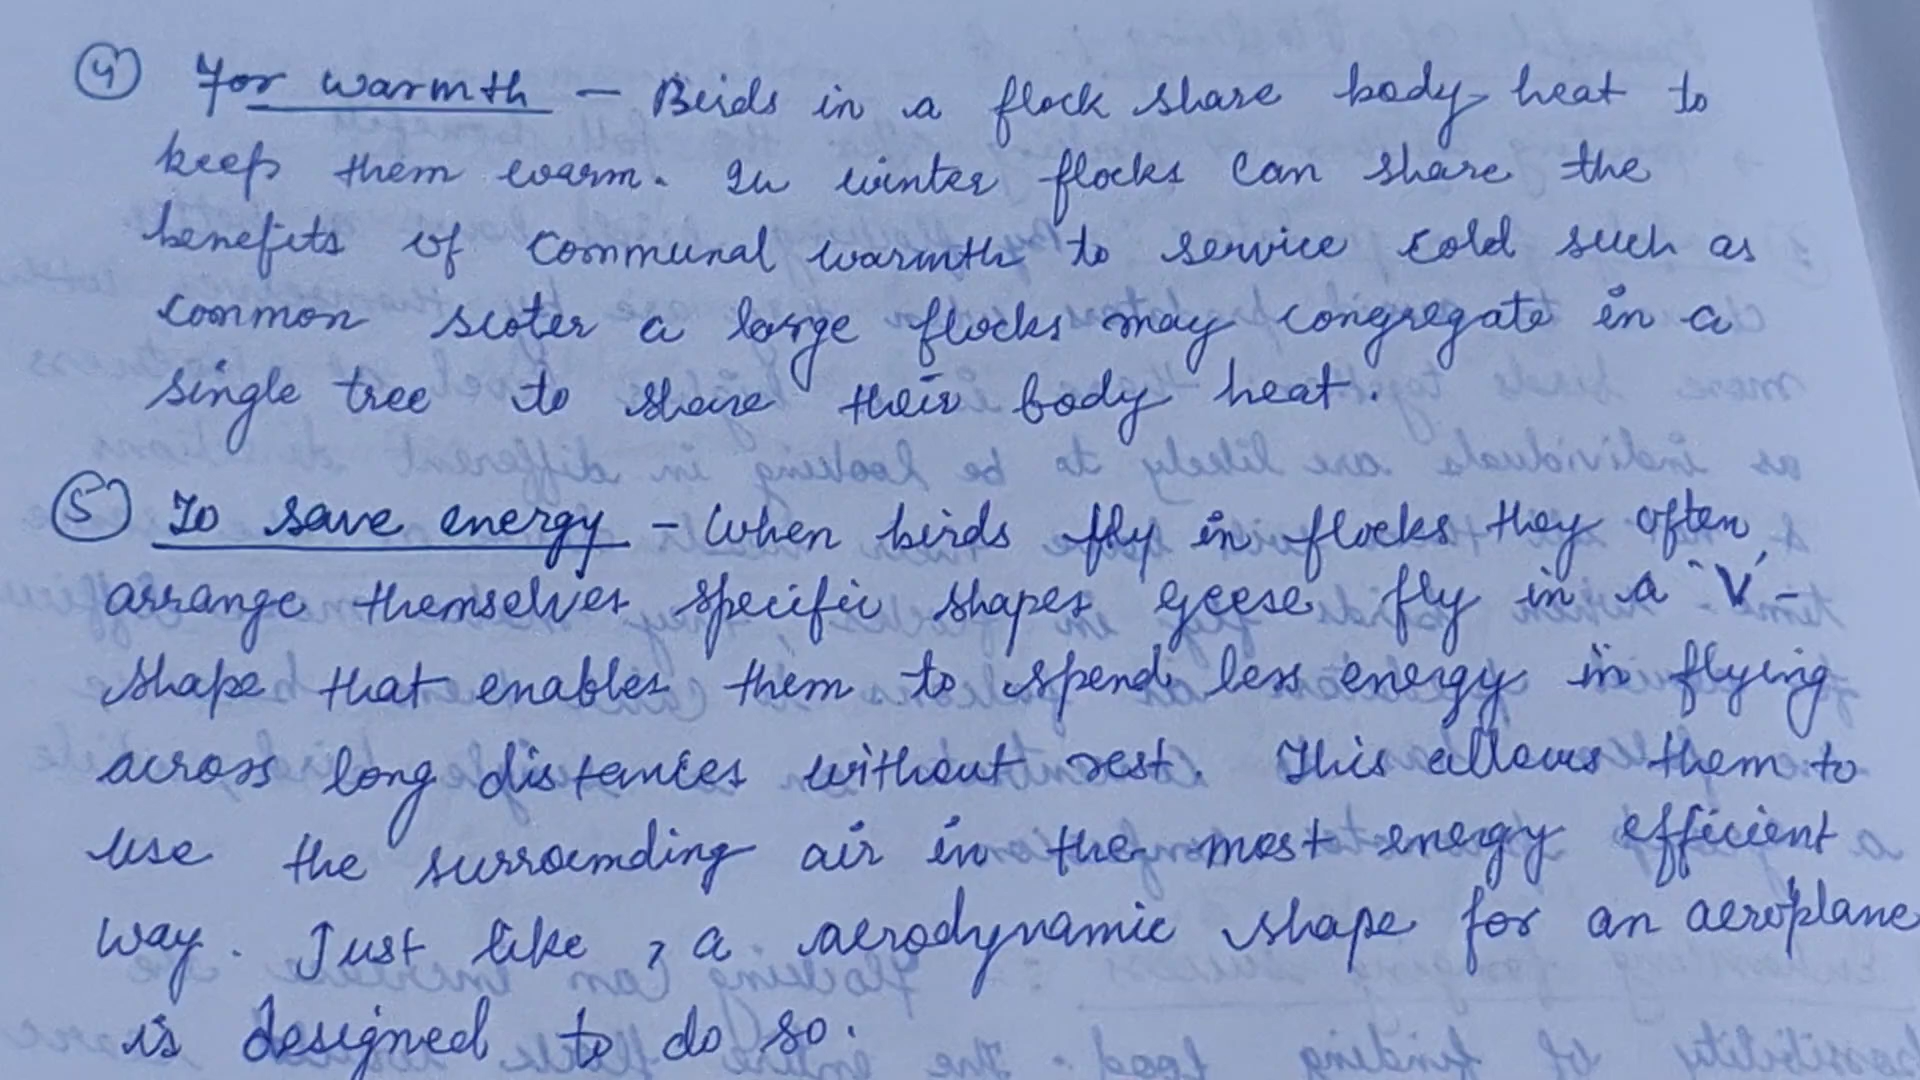 ④ For warmth - Birds in a flock share body heat to
keep them warm. In winter flocks can share the
benefits of communal warmth to service cold such as
common scoter a large flocks may congregate in a
single tree to share their body heat.
⑤ To save energy - When birds fly in flocks they often,
arrange themselves specific shapes geese fly in a "V-
shape that enables them to spend less energy in flying
across long distances without rest. This allows them to
use the surrounding air in the most energy efficient
way. Just like, a aerodynamic shape for an aeroplane
is designed to do so.